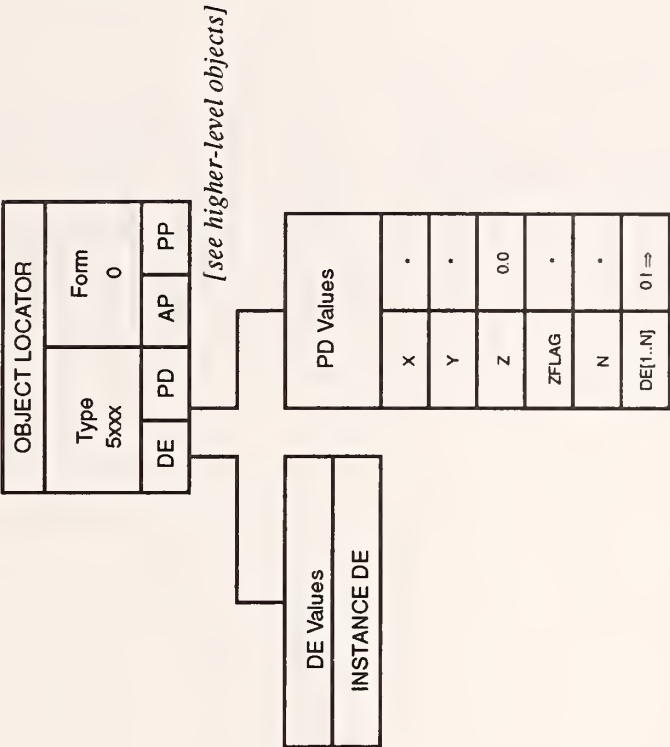 OBJECT LOCATOR
Type Form
5xxx 0
DE PD AP PP
[see higher-level objects]
DE Values
INSTANCE DE
PD Values
X *
Y *
Z 0.0
ZFLAG *
N *
DE[1..N] 0 | ⇒